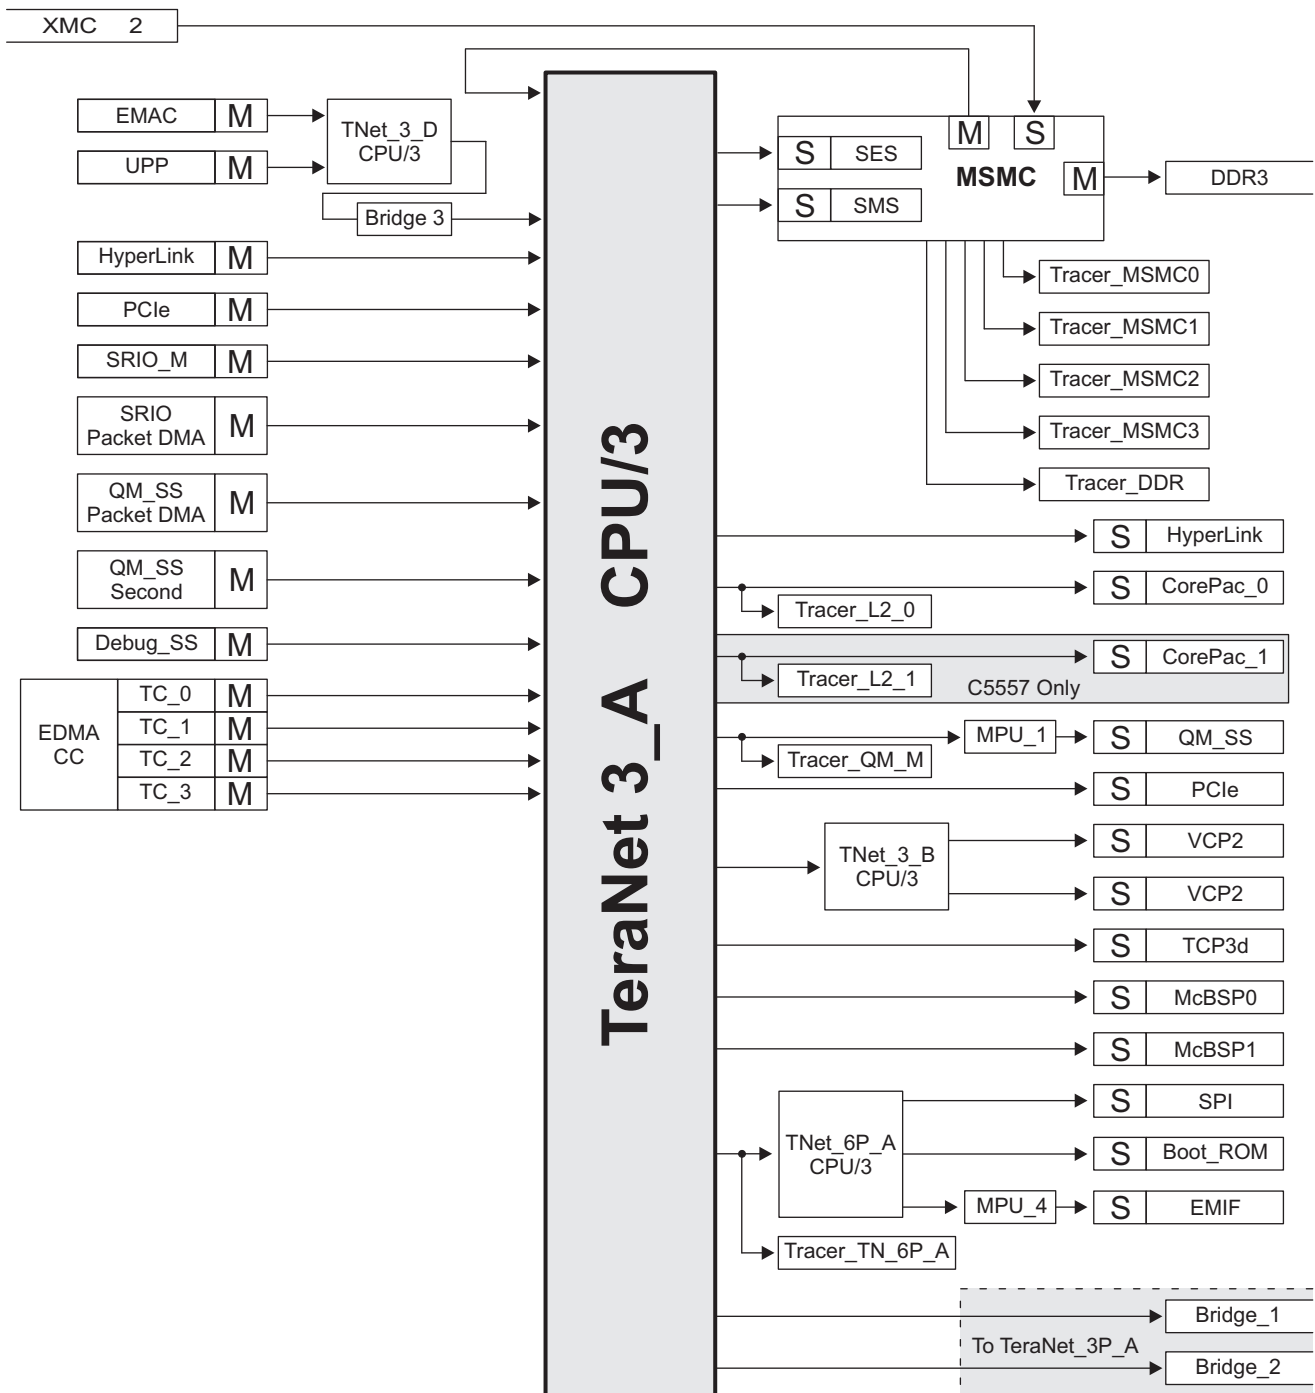 XMC 2
EMAC M
UPP M
TNet_3_D
CPU/3
Bridge 3
HyperLink M
PCIe M
SRIO_M M
SRIO
Packet DMA M
QM_SS
Packet DMA M
QM_SS
Second M
Debug_SS M
EDMA
CC
TC_0 M
TC_1 M
TC_2 M
TC_3 M
TeraNet 3_A CPU/3
S SES
S SMS
M S
MSMC M
DDR3
Tracer_MSMC0
Tracer_MSMC1
Tracer_MSMC2
Tracer_MSMC3
Tracer_DDR
S HyperLink
S CorePac_0
Tracer_L2_0
S CorePac_1
Tracer_L2_1
C5557 Only
MPU_1 S QM_SS
Tracer_QM_M
S PCIe
TNet_3_B
CPU/3
S VCP2
S VCP2
S TCP3d
S McBSP0
S McBSP1
TNet_6P_A
CPU/3
S SPI
S Boot_ROM
MPU_4 S EMIF
Tracer_TN_6P_A
Bridge_1
To TeraNet_3P_A
Bridge_2